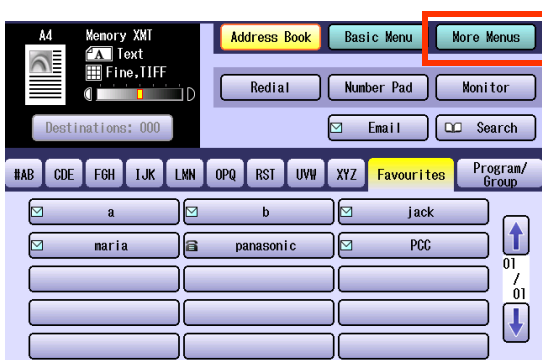 A4 Memory XMT Address Book Basic Menu More Menus
A Text
Fine,TIFF
Redial Number Pad Monitor
D
Destinations: 000 Email Search
#AB CDE FGH IJK LMN OPQ RST UVW XYZ Favourites Program/
Group
a b jack
maria panasonic PCC
01
/
01